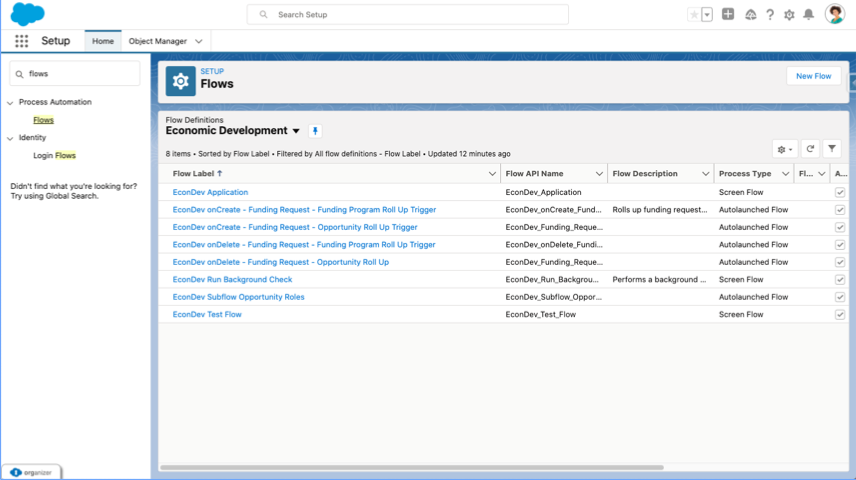 Search Setup
Setup
Home
Object Manager
flows
Process Automation
Flows
Identity
Login Flows
Didn't find what you're looking for?
Try using Global Search.
SETUP
Flows
New Flow
Flow Definitions
Economic Development
8 items • Sorted by Flow Label • Filtered by All flow definitions - Flow Label • Updated 12 minutes ago
Flow Label ↑ Flow API Name Flow Description Process Type Fl... A...
EconDev Application EconDev_Application Screen Flow
EconDev onCreate - Funding Request - Funding Program Roll Up Trigger EconDev_onCreate_Fund... Rolls up funding request... Autolaunched Flow
EconDev onCreate - Funding Request - Opportunity Roll Up Trigger EconDev_Funding_Reque... Autolaunched Flow
EconDev onDelete - Funding Request - Funding Program Roll Up Trigger EconDev_onDelete_Fundi... Autolaunched Flow
EconDev onDelete - Funding Request - Opportunity Roll Up EconDev_Funding_Reque... Autolaunched Flow
EconDev Run Background Check EconDev_Run_Backgrou... Performs a background ... Screen Flow
EconDev Subflow Opportunity Roles EconDev_Subflow_Oppor... Autolaunched Flow
EconDev Test Flow EconDev_Test_Flow Screen Flow
organizer